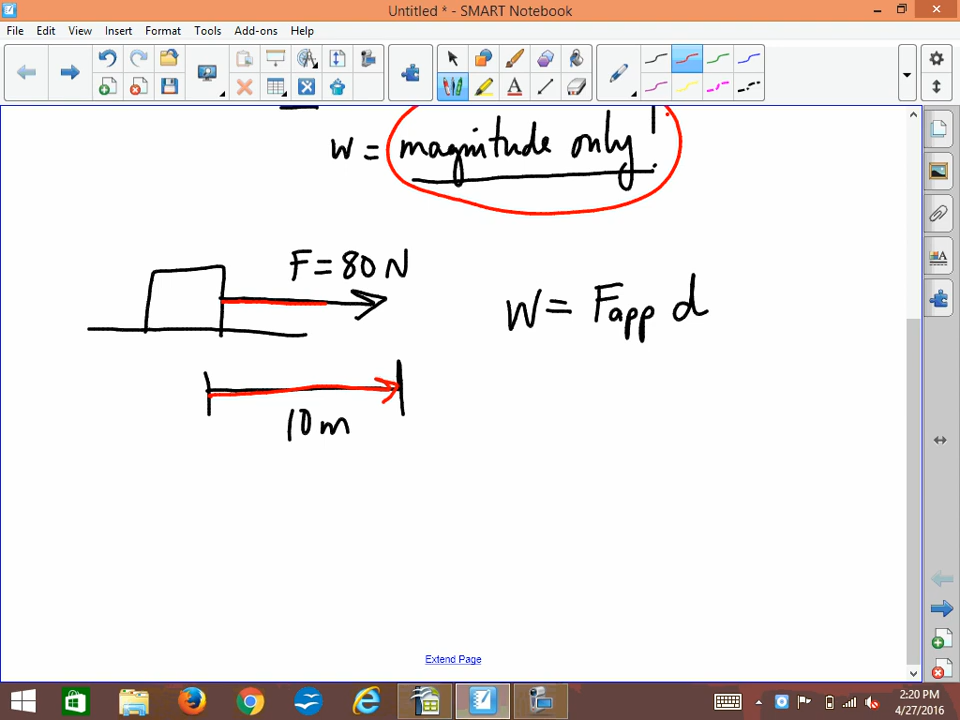 Untitled * - SMART Notebook
File Edit View Insert Format Tools Add-ons Help
W = magnitude only!
F = 80 N
W = Fapp d
10 m
Extend Page
2:20 PM
4/27/2016